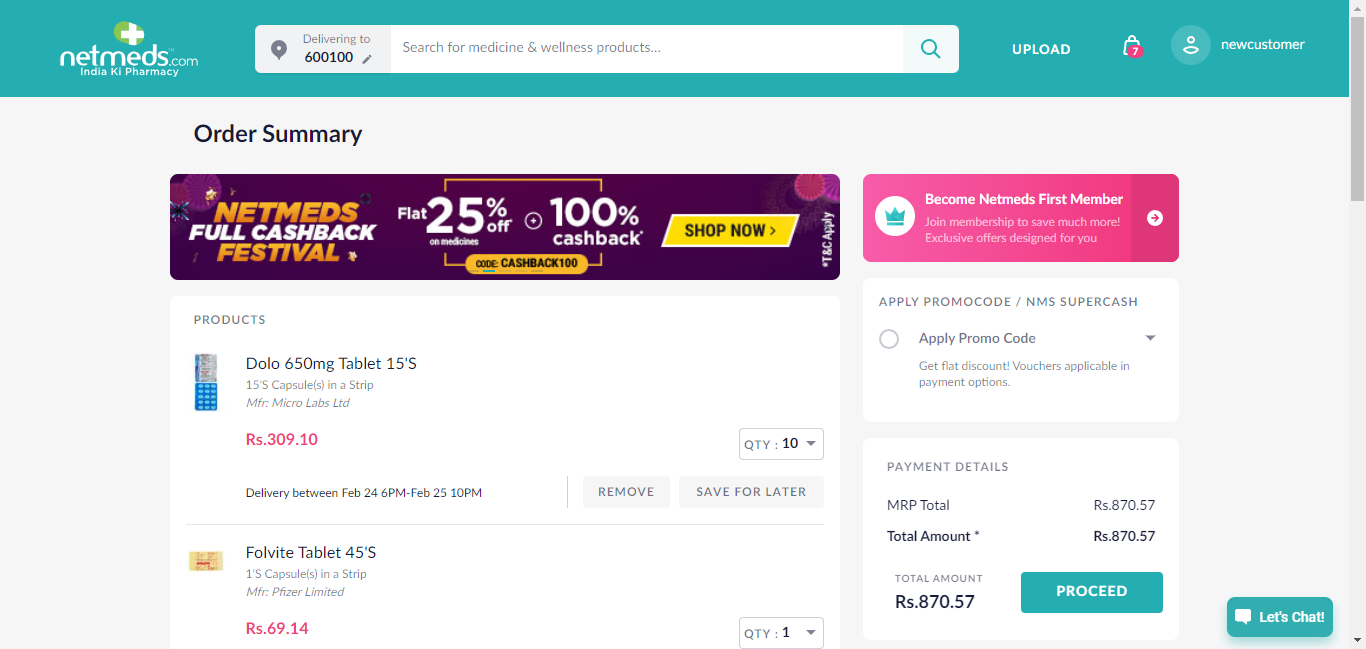 netmeds.com
India Ki Pharmacy
Delivering to
600100
Search for medicine & wellness products...
UPLOAD
7
newcustomer
Order Summary
NETMEDS
FULL CASHBACK
FESTIVAL
Flat 25% off
on medicines
100%
cashback*
CODE: CASHBACK100
SHOP NOW >
*T&C Apply
Become Netmeds First Member
Join membership to save much more!
Exclusive offers designed for you
PRODUCTS
Dolo 650mg Tablet 15'S
15'S Capsule(s) in a Strip
Mfr: Micro Labs Ltd
Rs.309.10
QTY : 10
Delivery between Feb 24 6PM-Feb 25 10PM
REMOVE
SAVE FOR LATER
Folvite Tablet 45'S
1'S Capsule(s) in a Strip
Mfr: Pfizer Limited
Rs.69.14
QTY : 1
APPLY PROMOCODE / NMS SUPERCASH
Apply Promo Code
Get flat discount! Vouchers applicable in
payment options.
PAYMENT DETAILS
MRP Total Rs.870.57
Total Amount * Rs.870.57
TOTAL AMOUNT
Rs.870.57
PROCEED
Let's Chat!